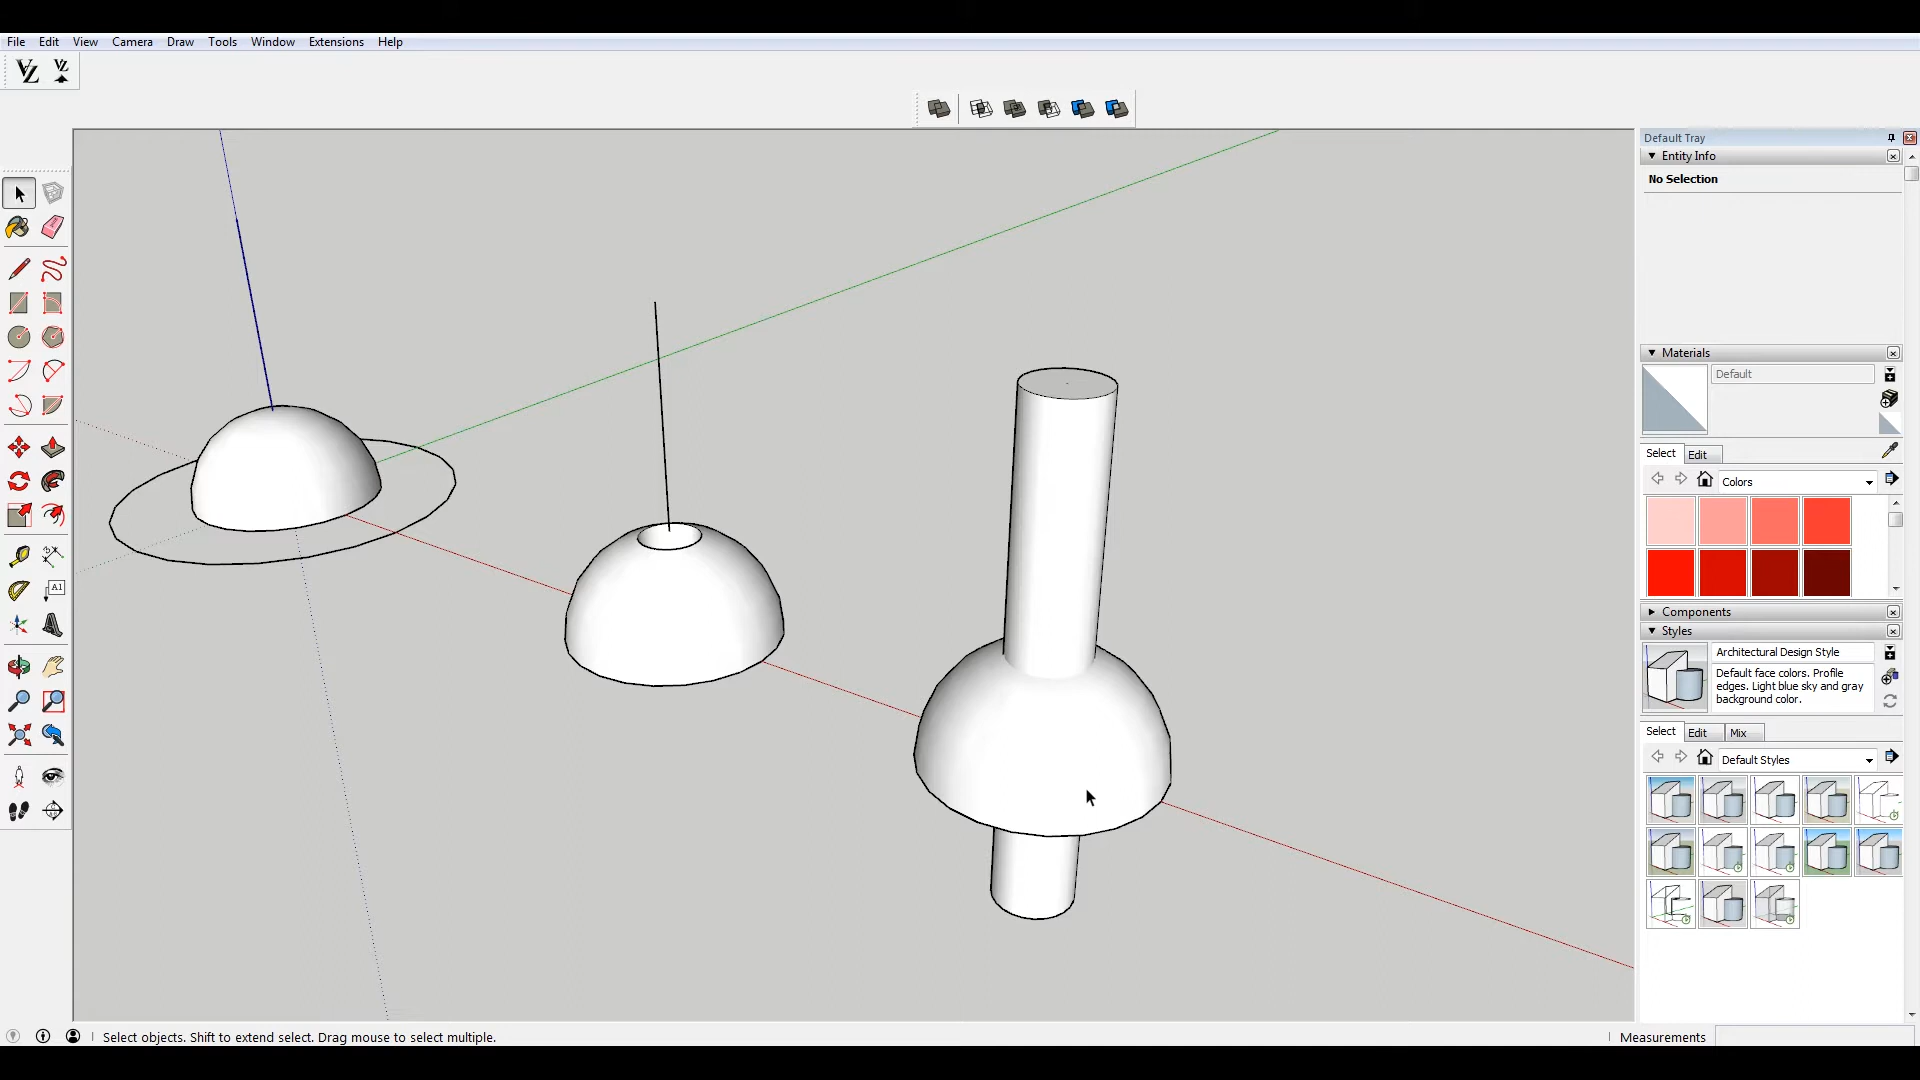 File Edit View Camera Draw Tools Window Extensions Help
Default Tray
Entity Info
No Selection
Materials
Default
Select Edit
Colors
Components
Styles
Architectural Design Style
Default face colors. Profile
edges. Light blue sky and gray
background color.
Select Edit Mix
Default Styles
A1
Select objects. Shift to extend select. Drag mouse to select multiple.
Measurements